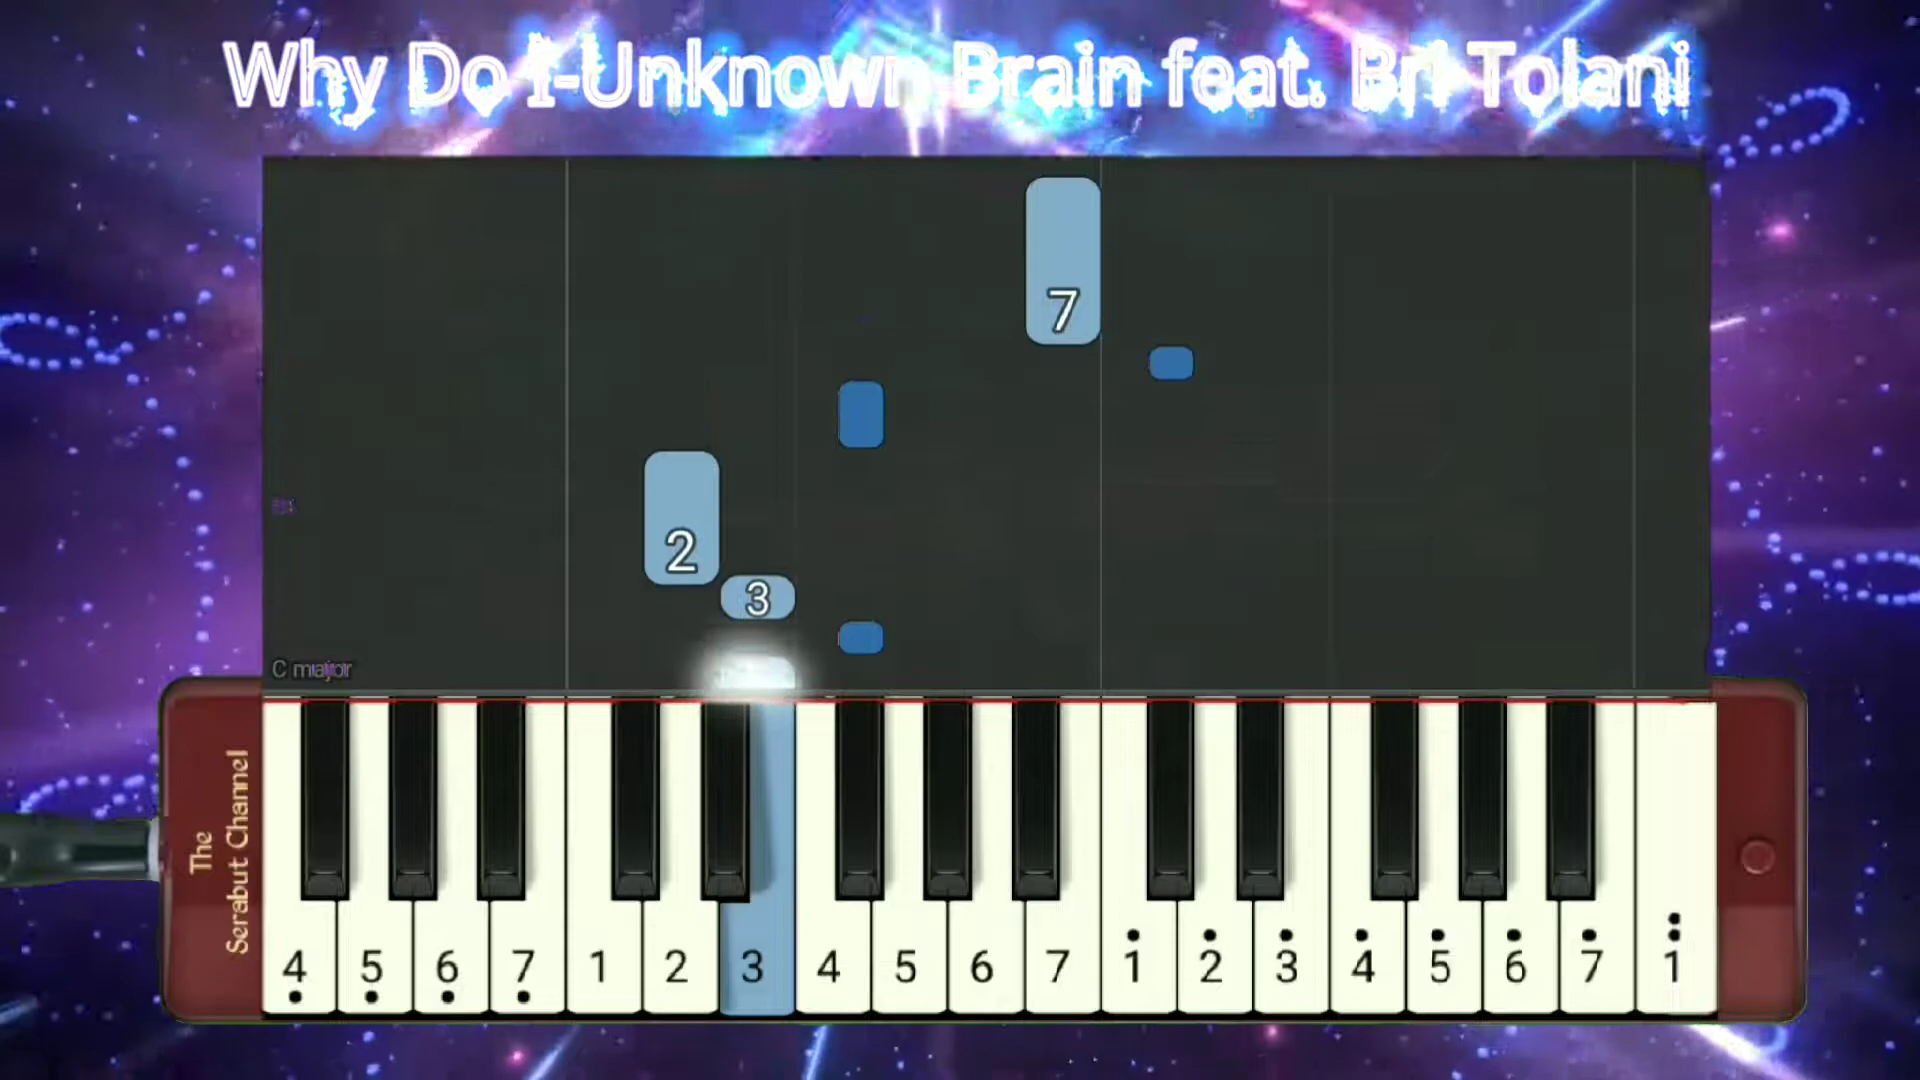 Why Do I-Unknown Brain feat. Bri Tolani
7
2
3
C major
The
Serabut Channel
4 5 6 7 1 2 3 4 5 6 7 1 2 3 4 5 6 7 1